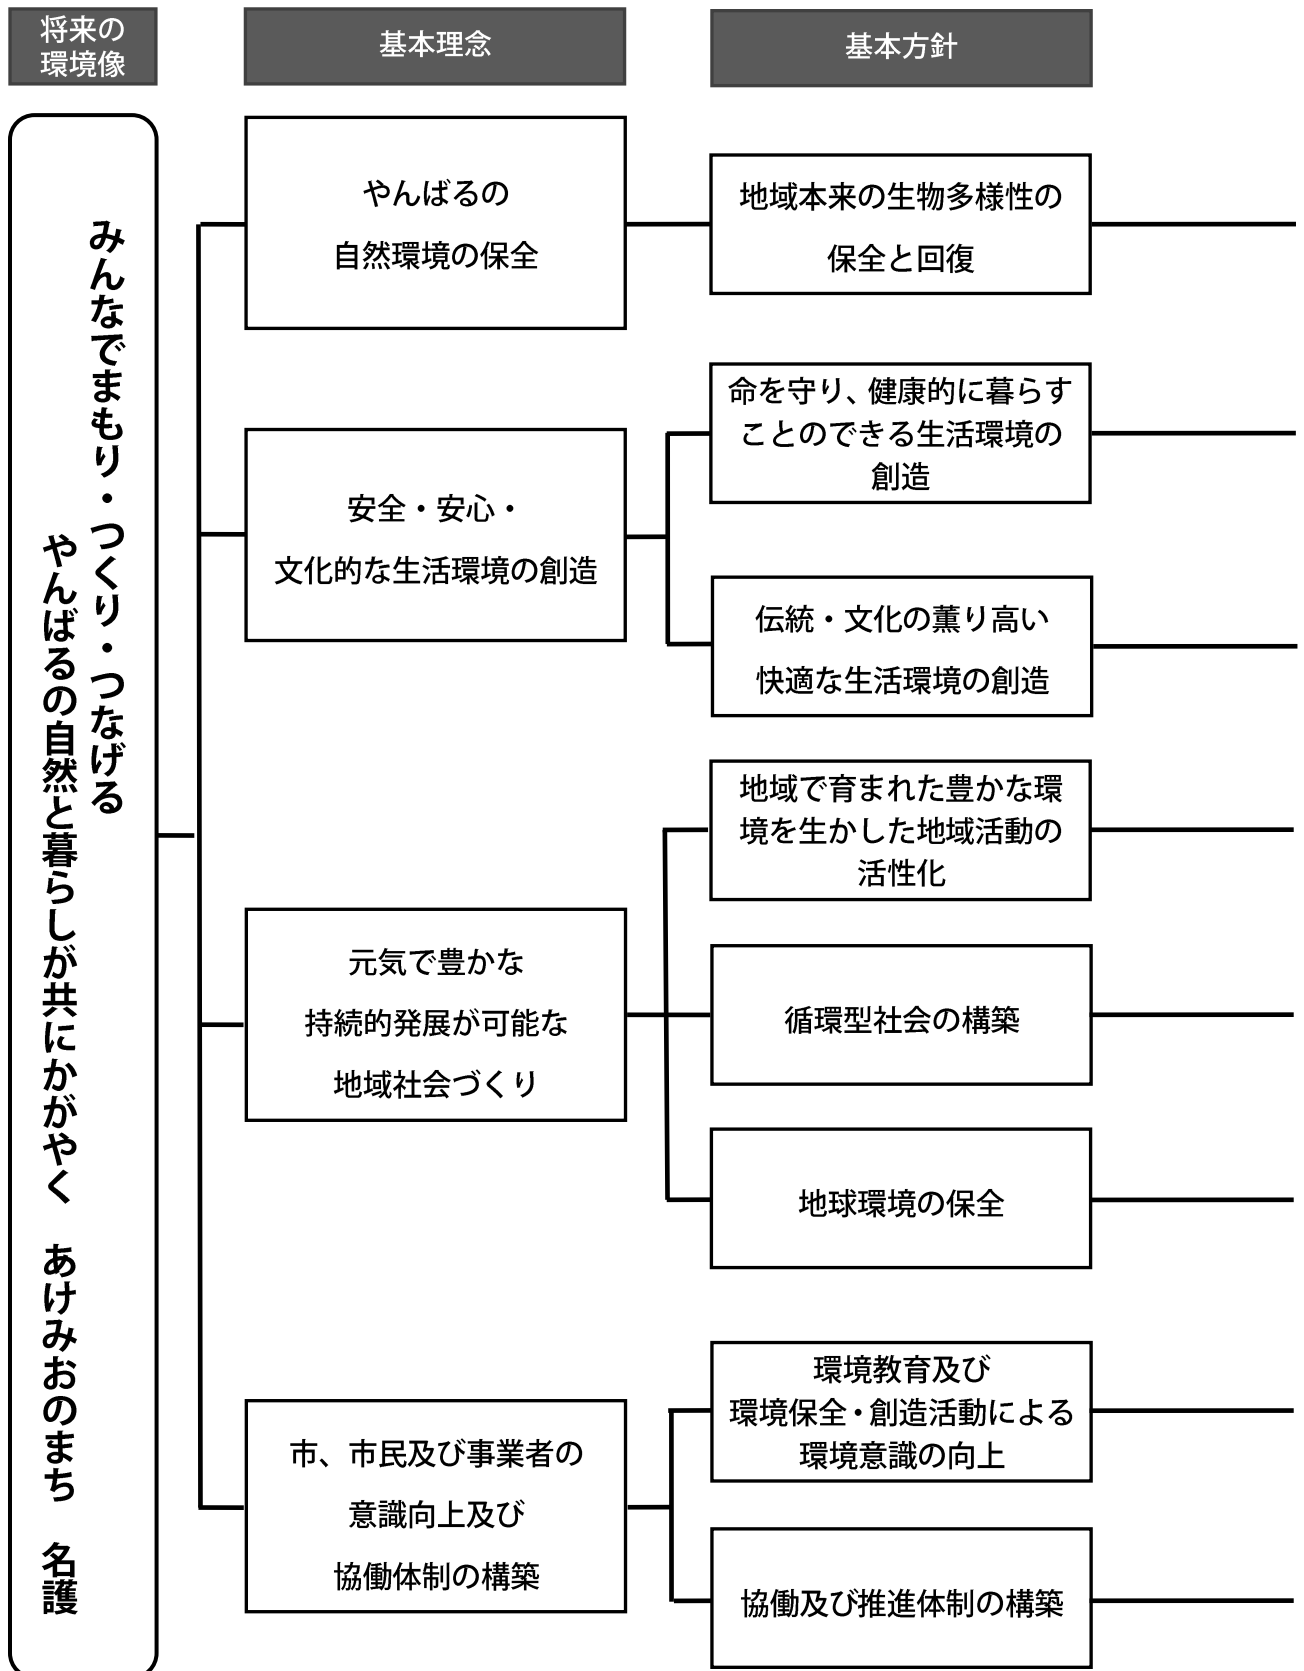 将来の
環境像
基本理念
基本方針
みんなでまもり・つくり・つなげる
やんばるの自然と暮らしが共にかがやく　あけみおのまち　名護
やんばるの
自然環境の保全
地域本来の生物多様性の
保全と回復
安全・安心・
文化的な生活環境の創造
命を守り、健康的に暮らす
ことのできる生活環境の
創造
伝統・文化の薫り高い
快適な生活環境の創造
元気で豊かな
持続的発展が可能な
地域社会づくり
地域で育まれた豊かな環
境を生かした地域活動の
活性化
循環型社会の構築
地球環境の保全
市、市民及び事業者の
意識向上及び
協働体制の構築
環境教育及び
環境保全・創造活動による
環境意識の向上
協働及び推進体制の構築